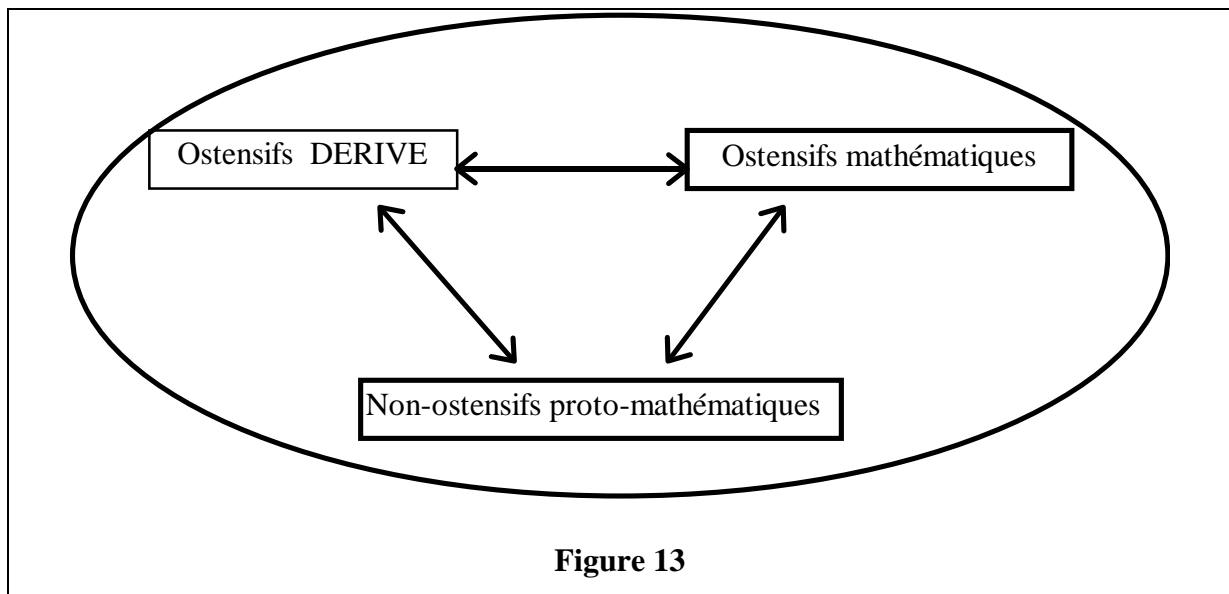 Ostensifs DERIVE
Ostensifs mathématiques
Non-ostensifs proto-mathématiques
Figure 13